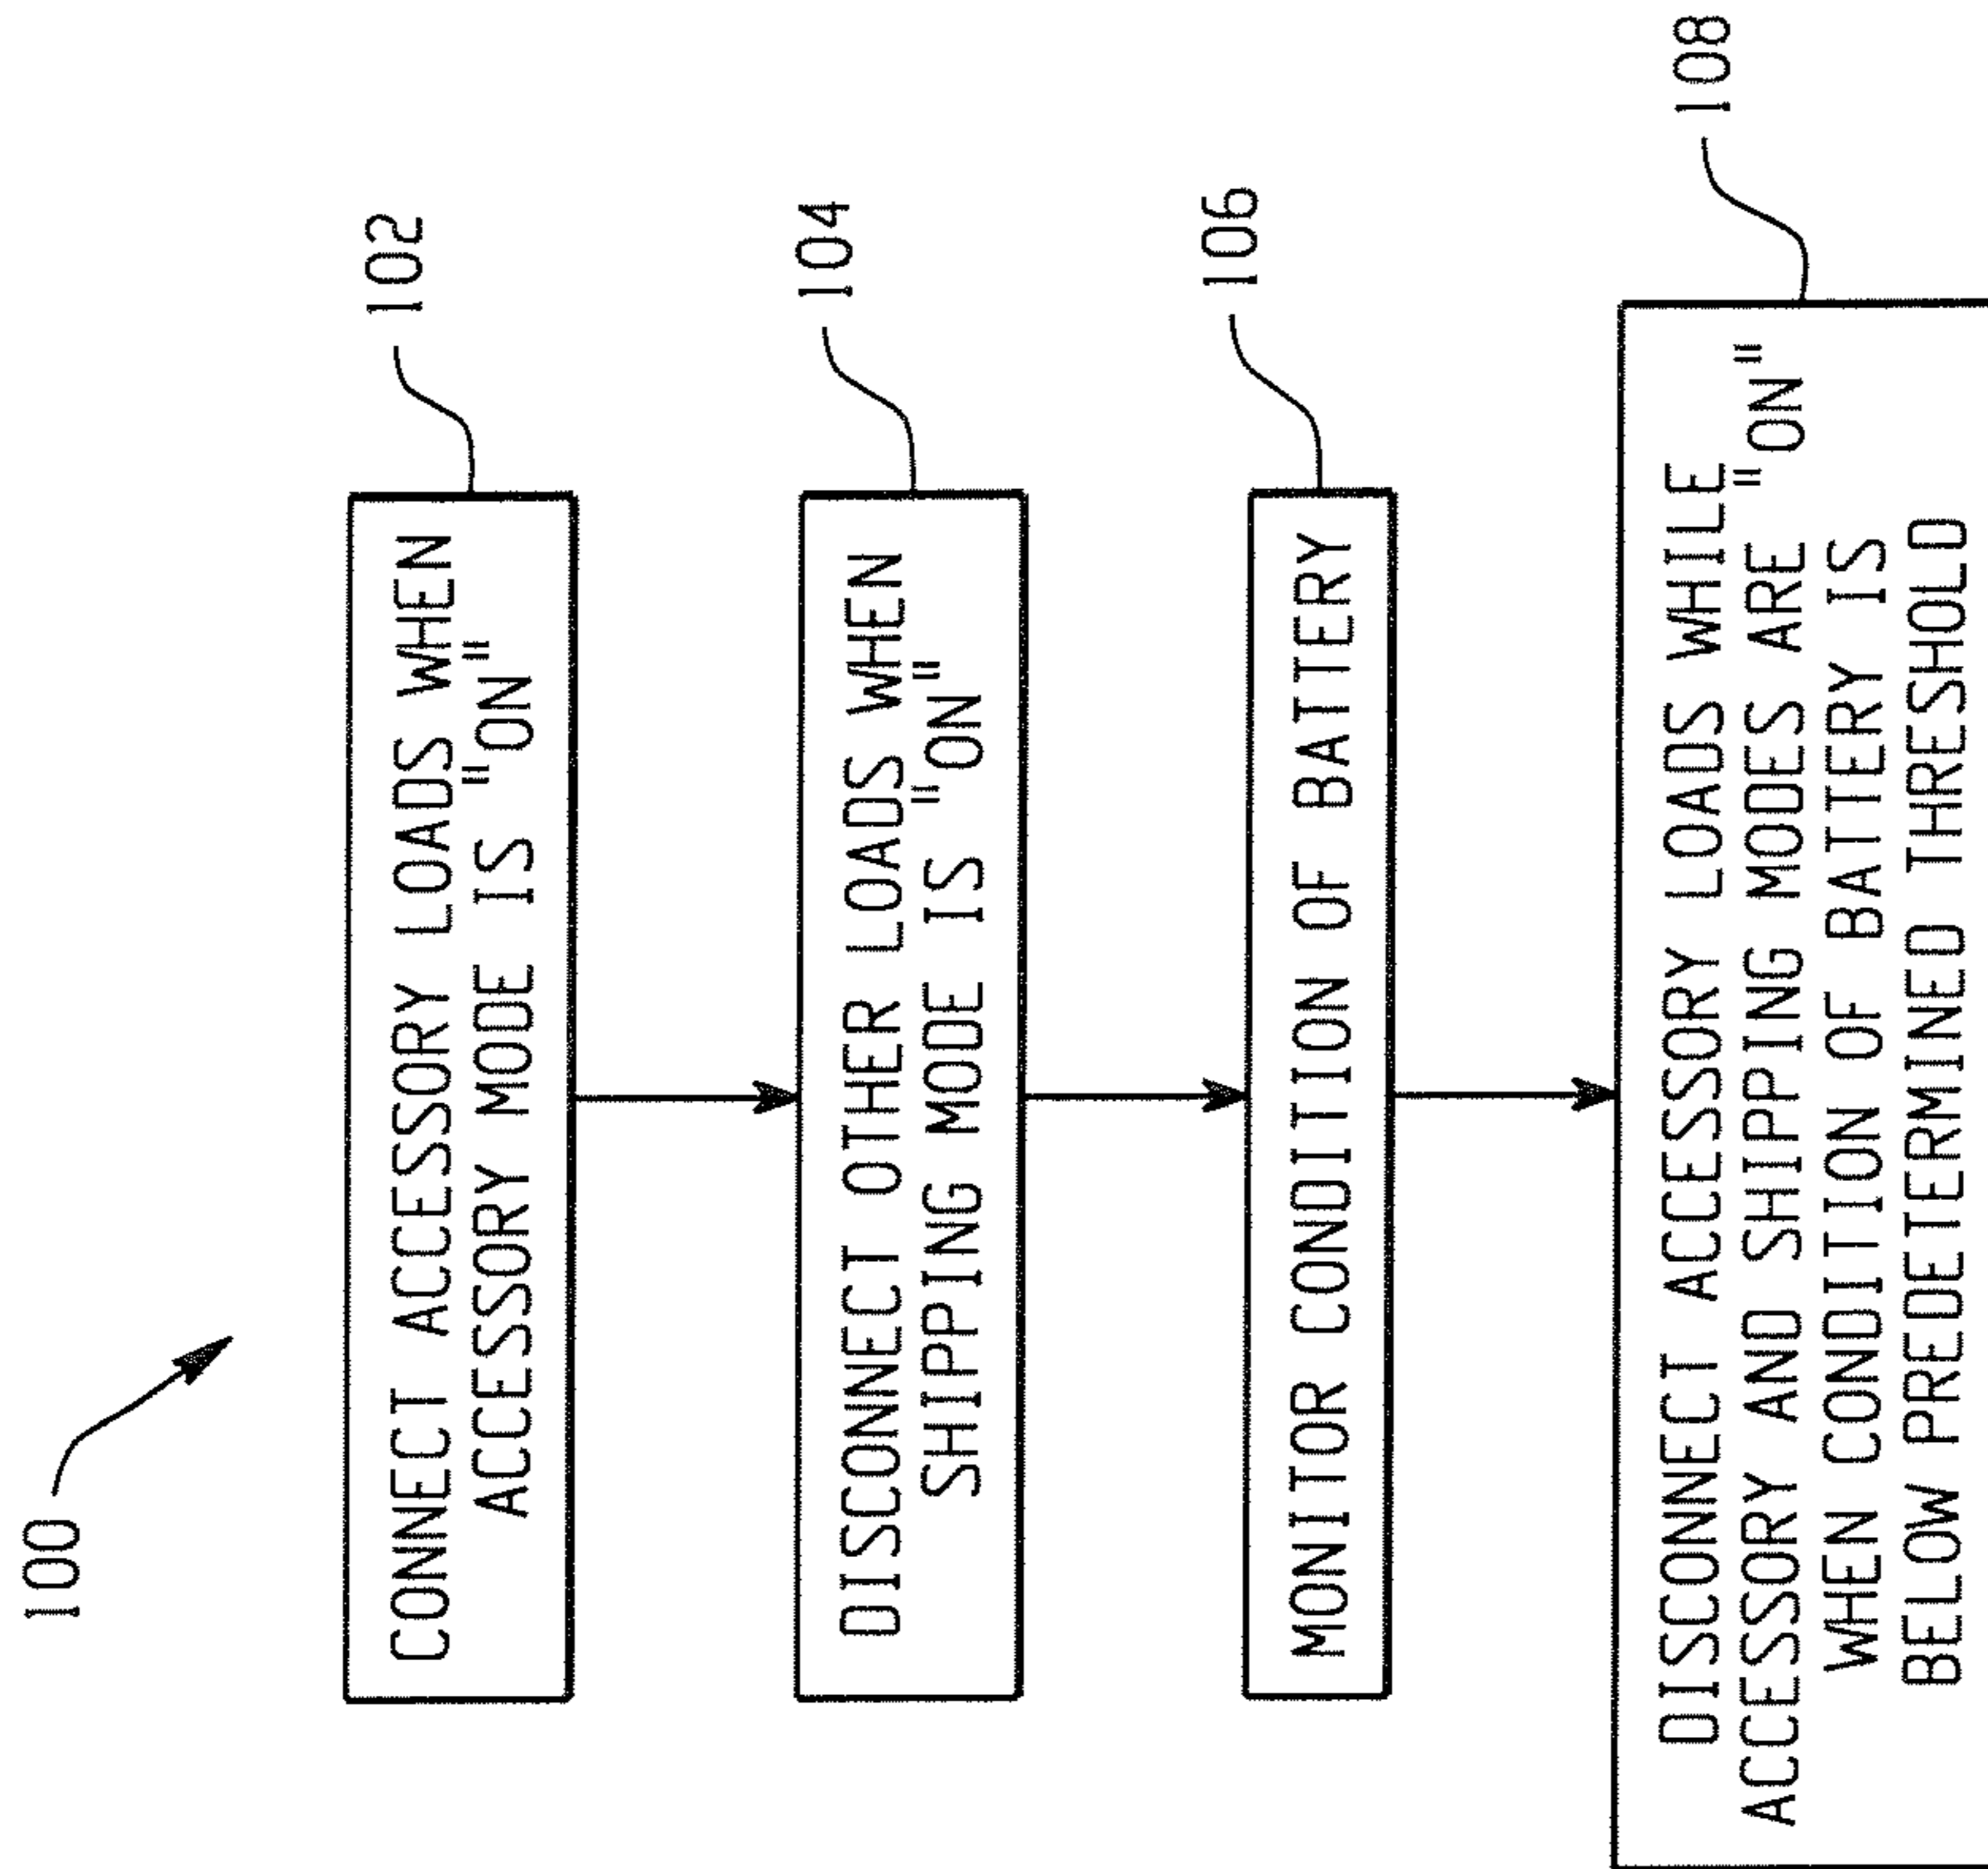 100
CONNECT ACCESSORY LOADS WHEN
ACCESSORY MODE IS "ON"
102
DISCONNECT OTHER LOADS WHEN
SHIPPING MODE IS "ON"
104
MONITOR CONDITION OF BATTERY
106
DISCONNECT ACCESSORY LOADS WHILE
ACCESSORY AND SHIPPING MODES ARE "ON"
WHEN CONDITION OF BATTERY IS
BELOW PREDETERMINED THRESHOLD
108